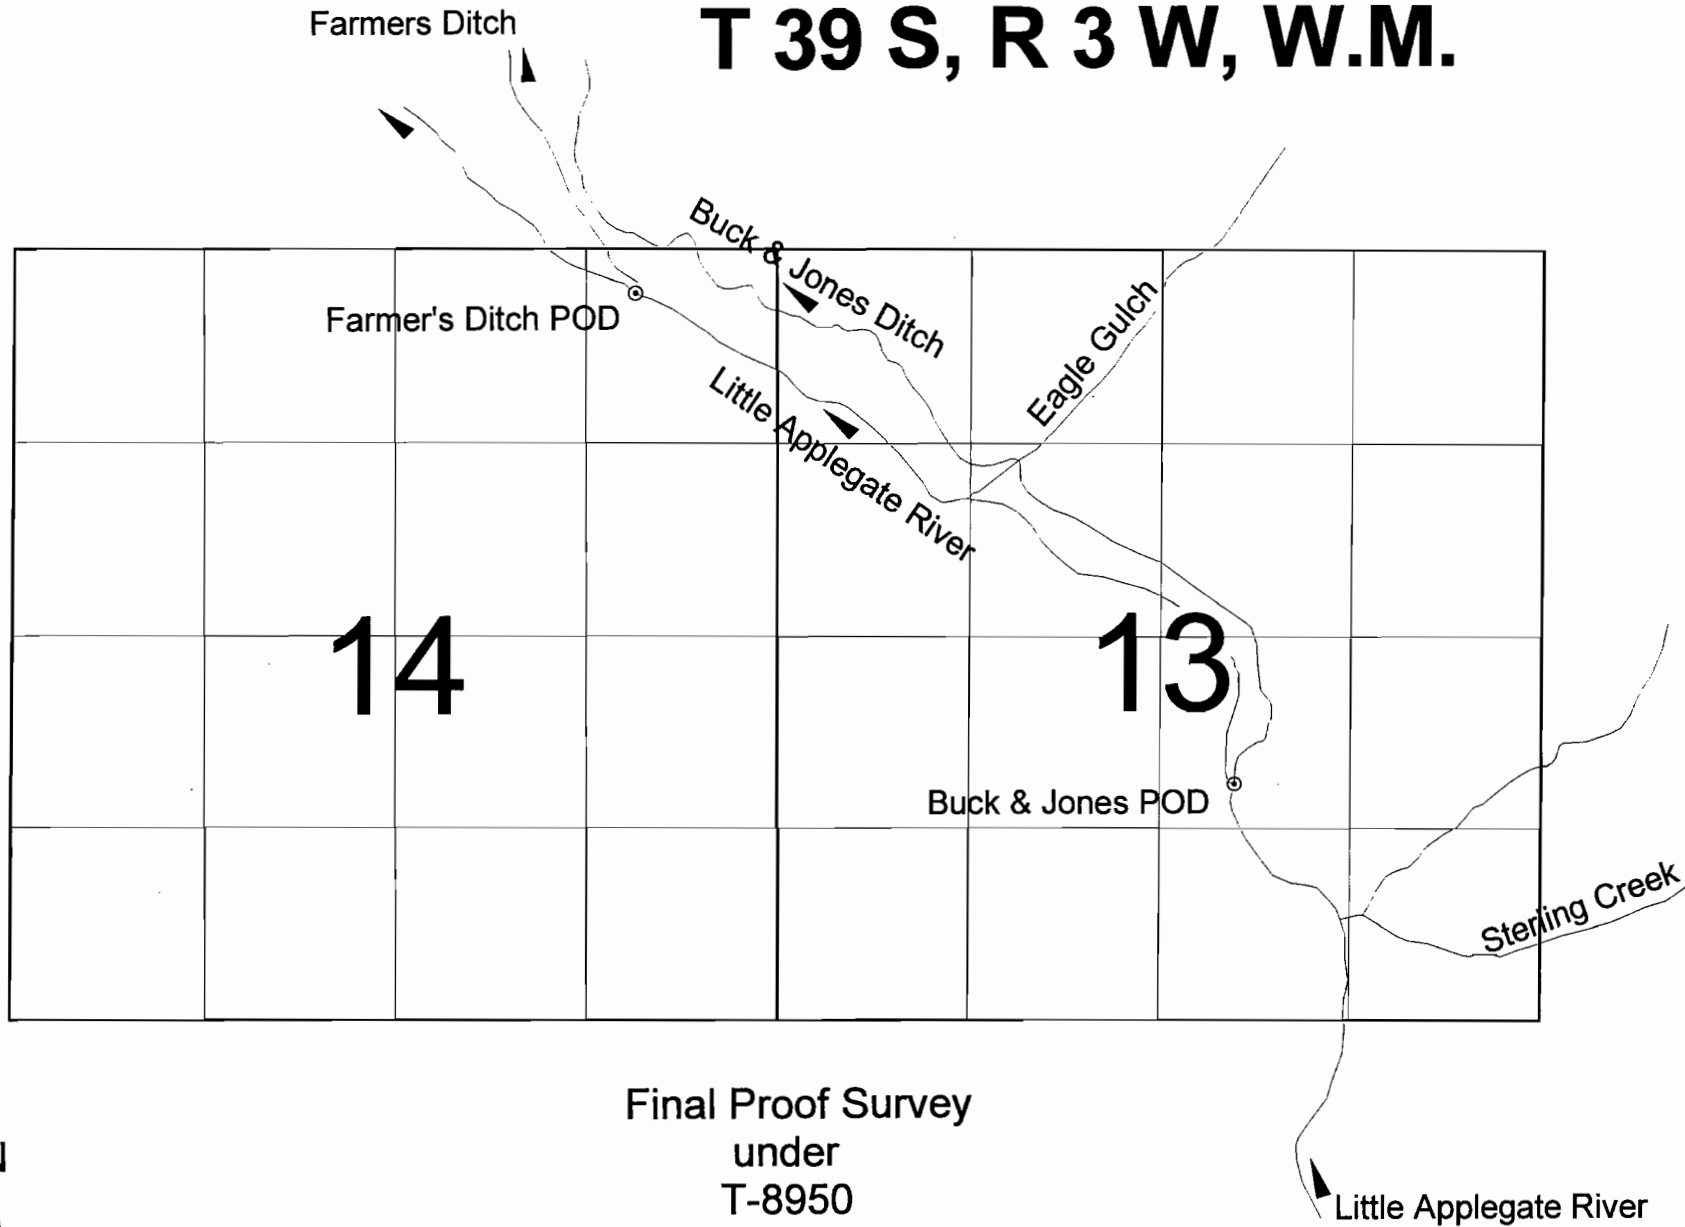 Farmers Ditch
T 39 S, R 3 W, W.M.
Buck & Jones Ditch
Farmer's Ditch POD
Eagle Gulch
Little Applegate River
14
13
Buck & Jones POD
Sterling Creek
Final Proof Survey
under
T-8950
Little Applegate River